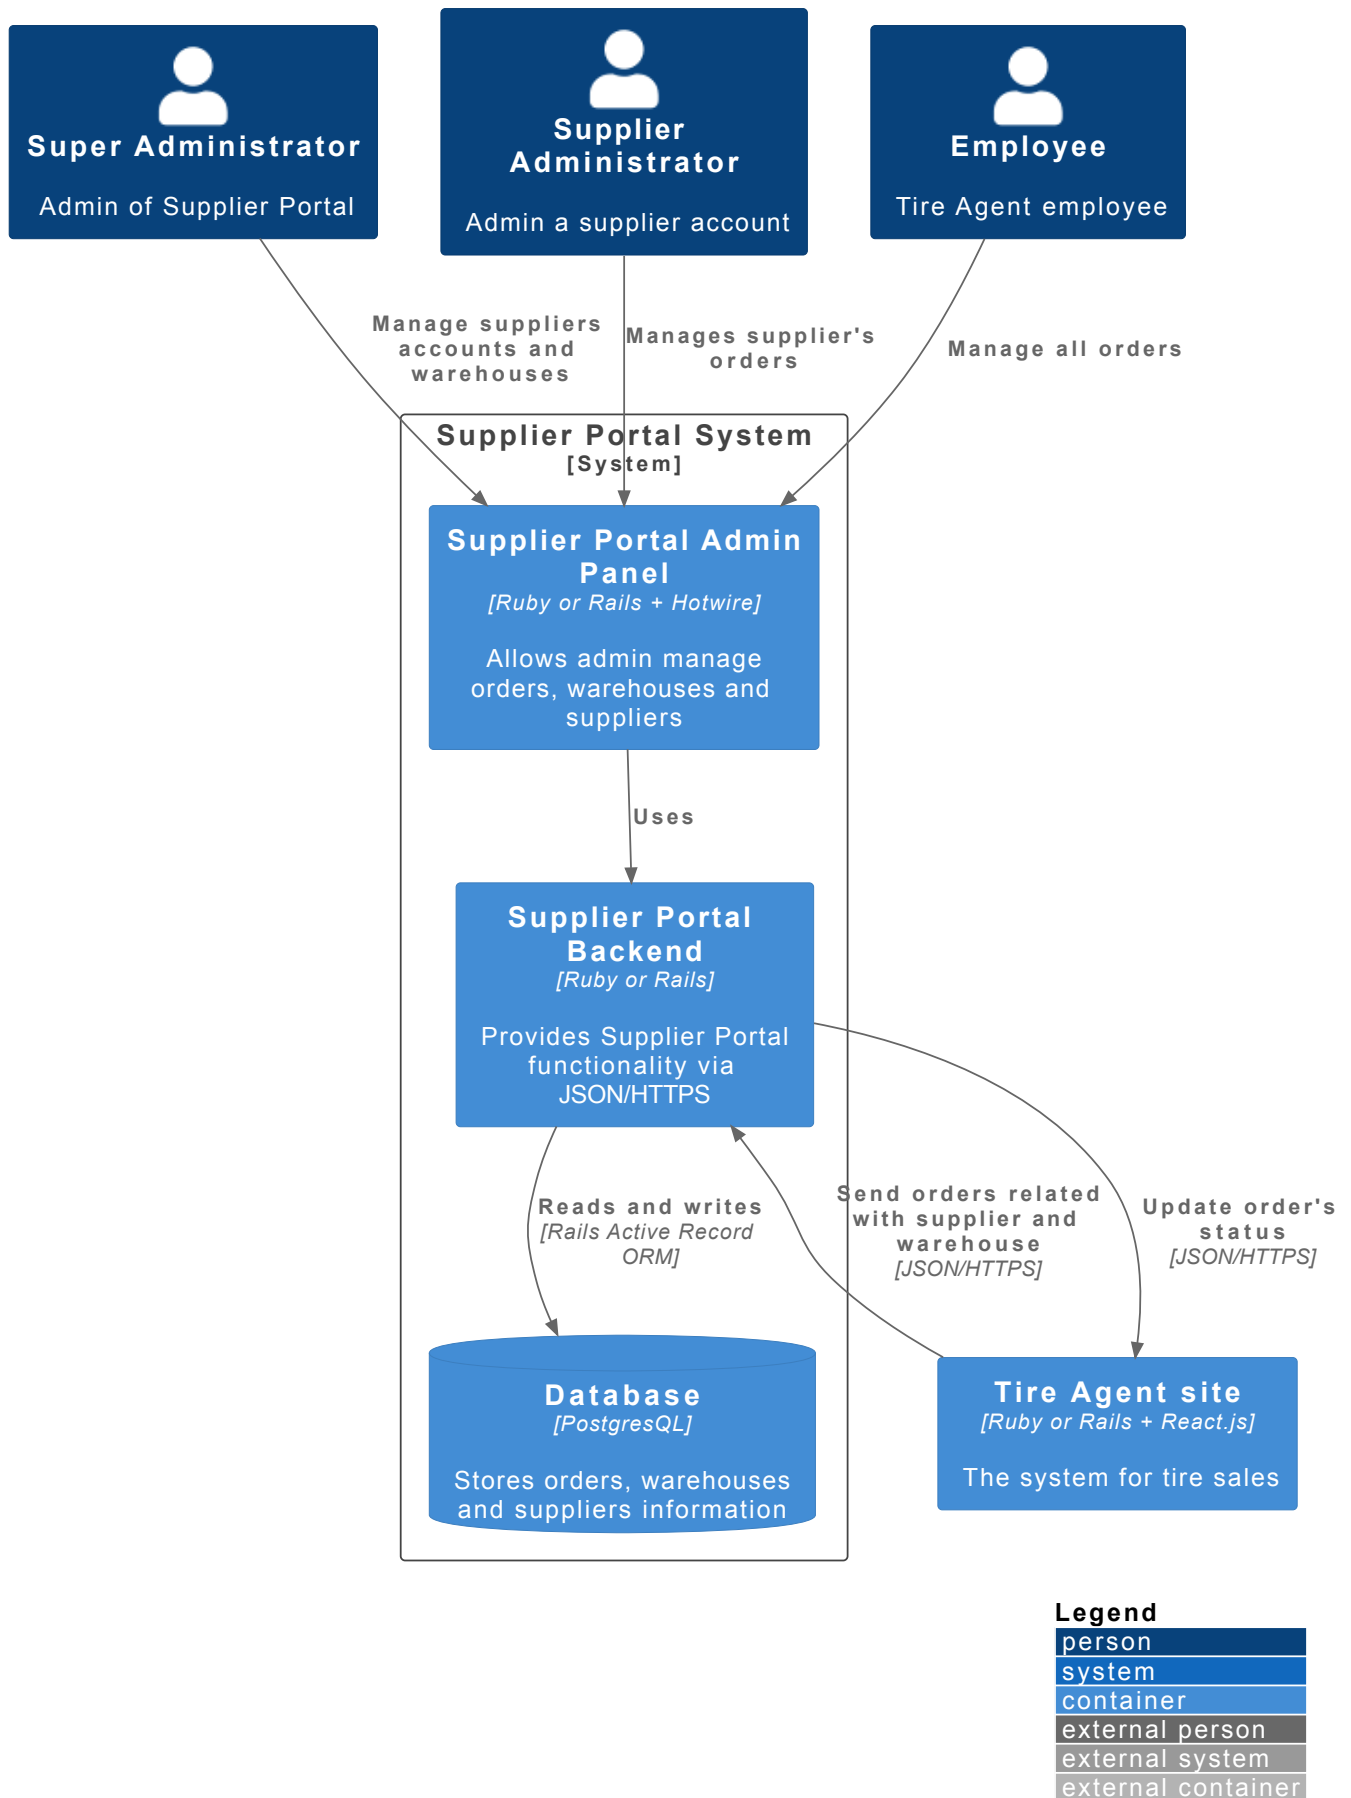 Super Administrator
Admin of Supplier Portal
Supplier
Administrator
Admin a supplier account
Employee
Tire Agent employee
Manage suppliers
accounts and
warehouses
Manages supplier's
orders
Manage all orders
Supplier Portal System
[System]
Supplier Portal Admin
Panel
[Ruby or Rails + Hotwire]
Allows admin manage
orders, warehouses and
suppliers
Uses
Supplier Portal
Backend
[Ruby or Rails]
Provides Supplier Portal
functionality via
JSON/HTTPS
Reads and writes
[Rails Active Record
ORM]
Send orders related
with supplier and
warehouse
[JSON/HTTPS]
Update order's
status
[JSON/HTTPS]
Database
[PostgresQL]
Stores orders, warehouses
and suppliers information
Tire Agent site
[Ruby or Rails + React.js]
The system for tire sales
Legend
person
system
container
external person
external system
external container